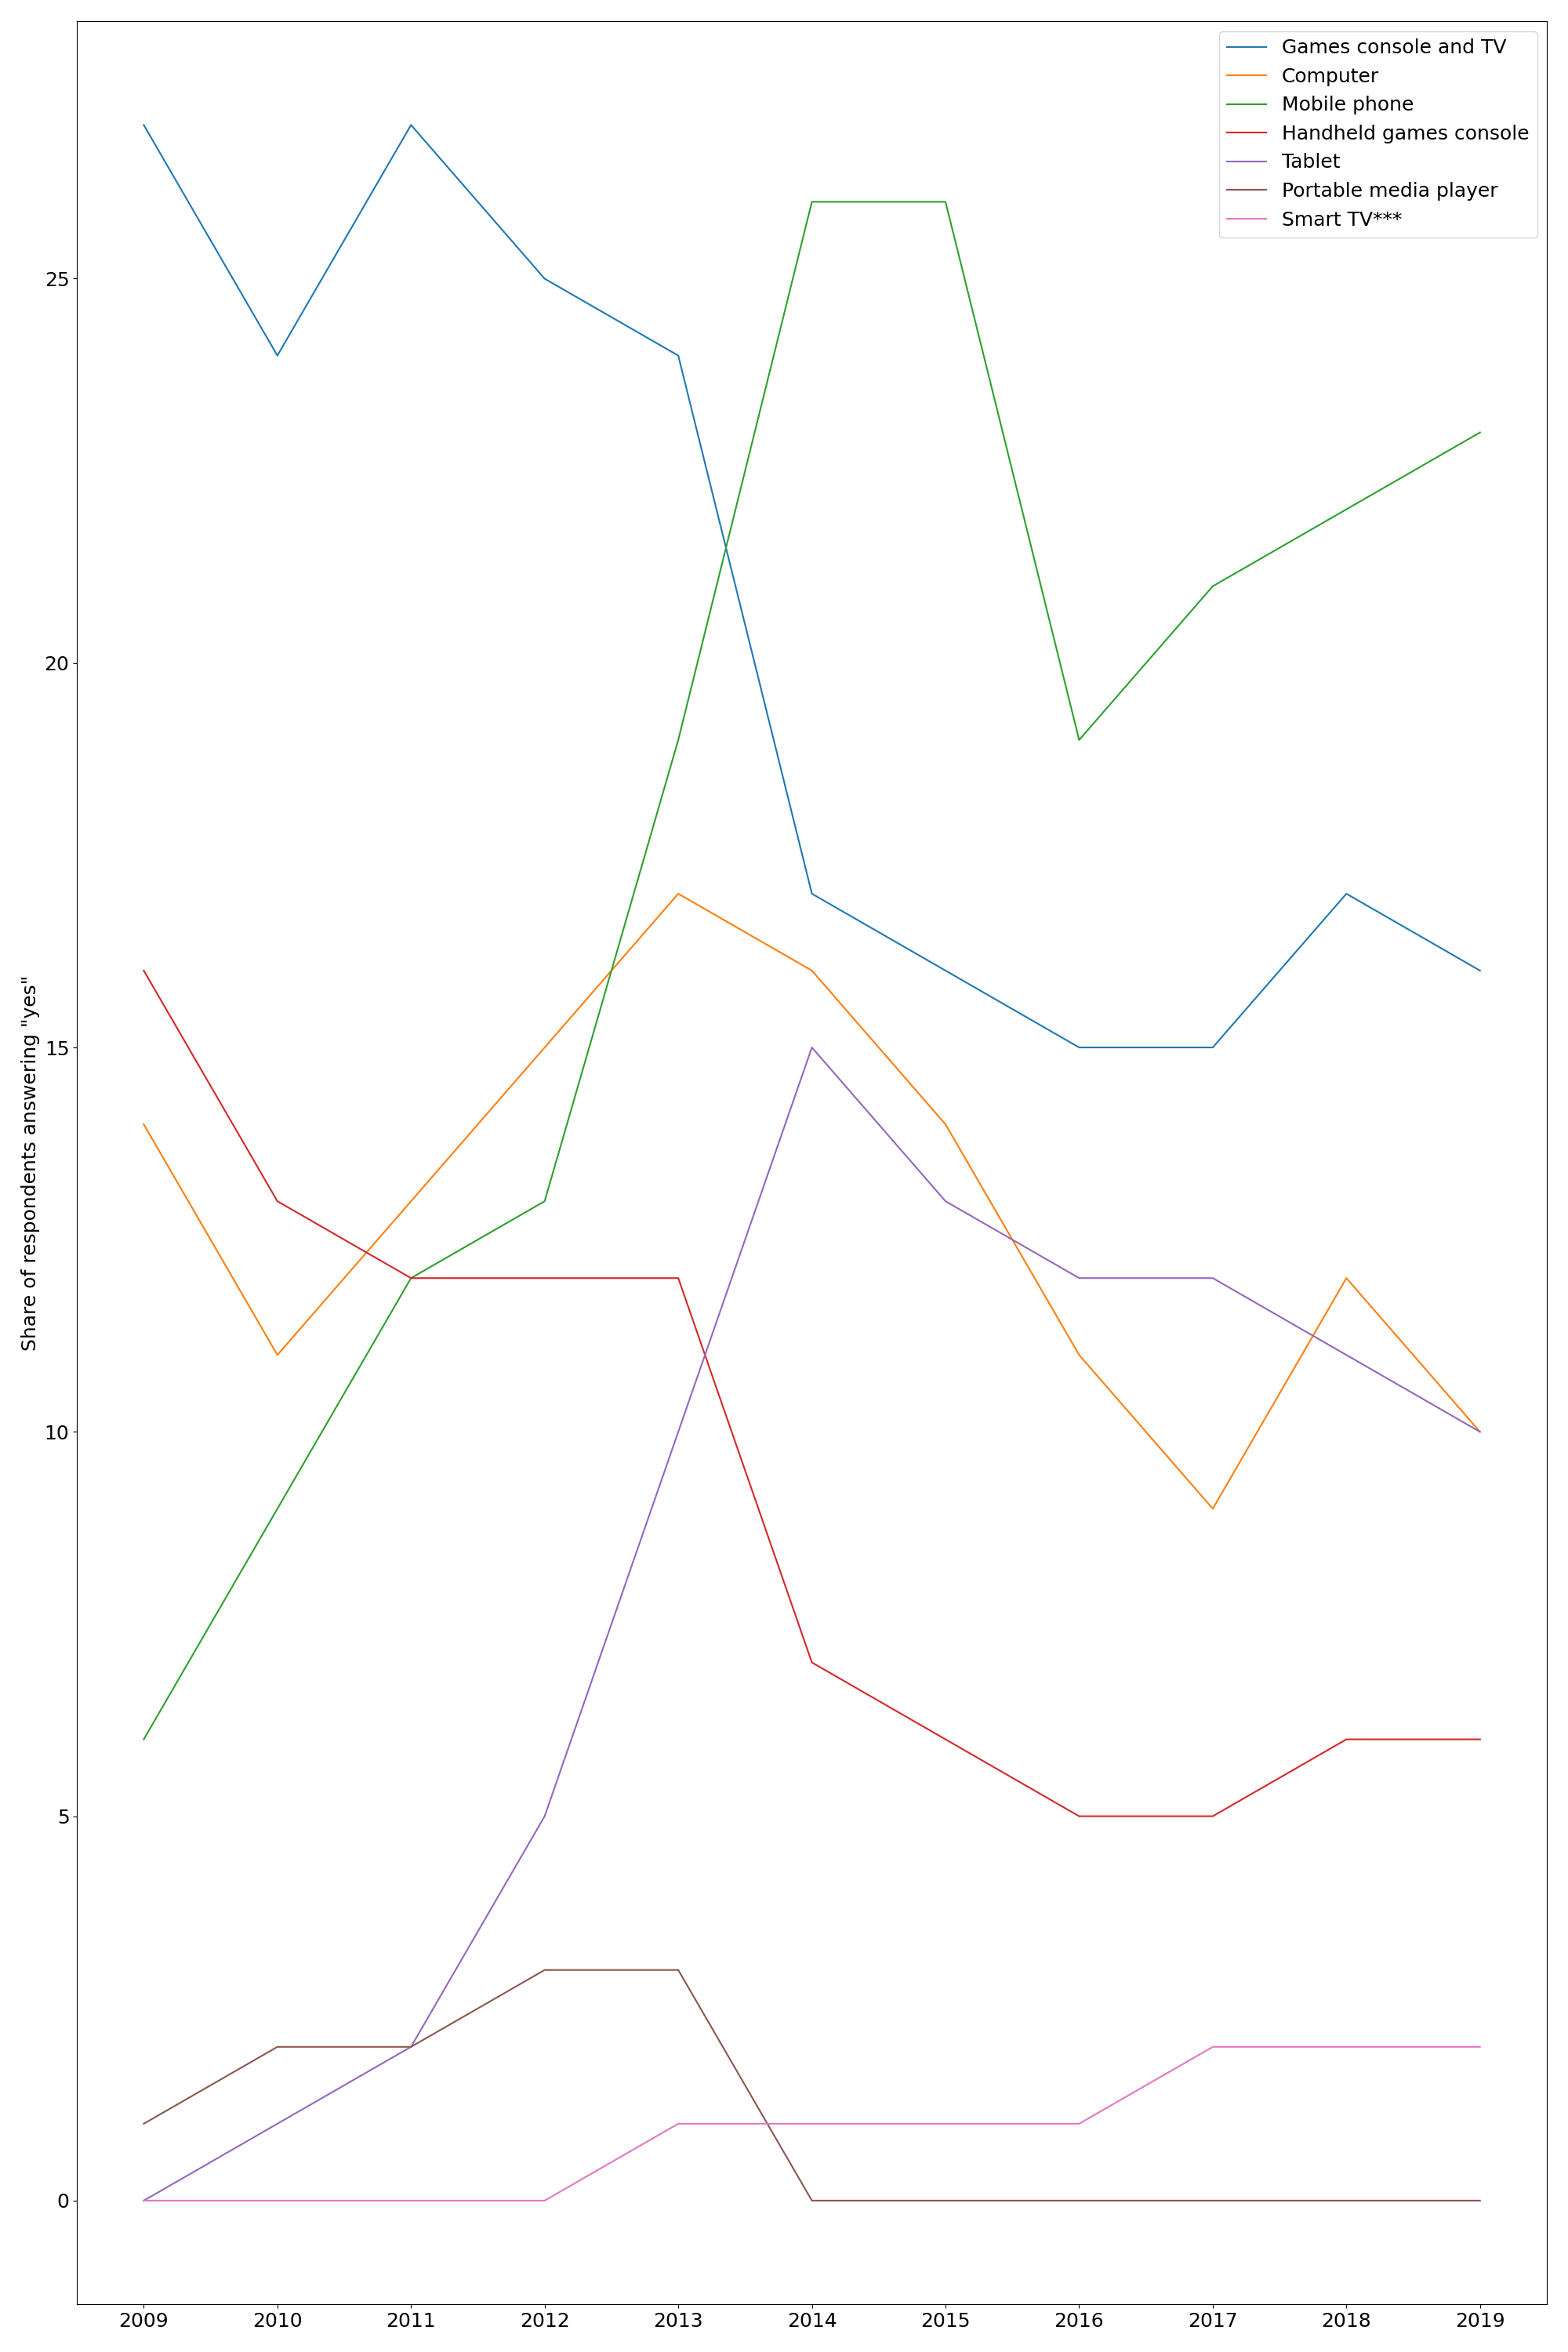 Games console and TV
Computer
Mobile phone
Handheld games console
Tablet
Portable media player
Smart TV***
25
20
15
10
5
0
Share of respondents answering "yes"
2009 2010 2011 2012 2013 2014 2015 2016 2017 2018 2019